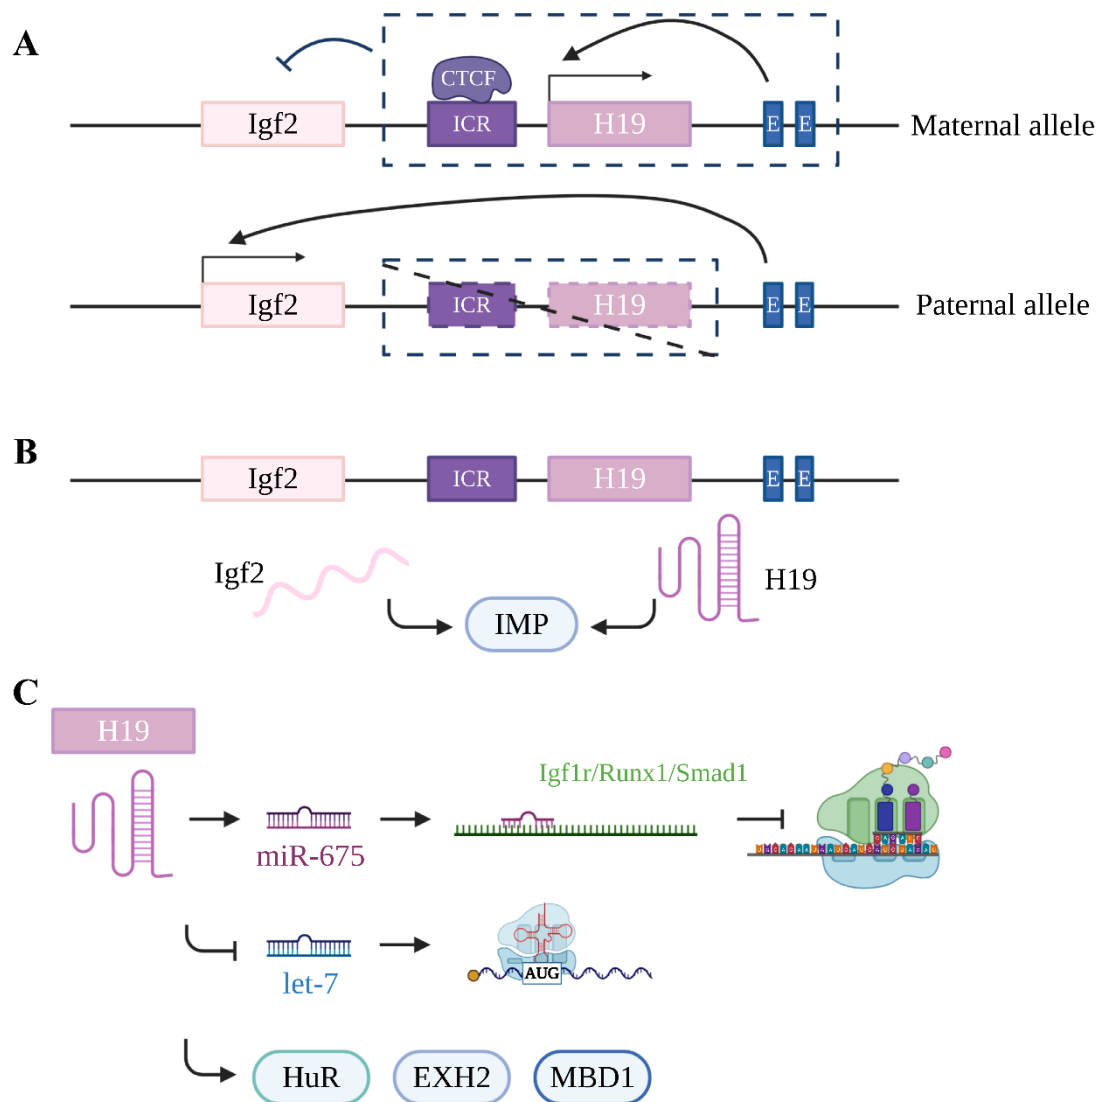 A
CTCF
Igf2 ICR H19 E E Maternal allele
Igf2 ICR H19 E E Paternal allele
B
Igf2 ICR H19 E E
Igf2 H19
IMP
C
H19
Igf1r/Runx1/Smad1
miR-675
AUG
let-7
HuR EXH2 MBD1